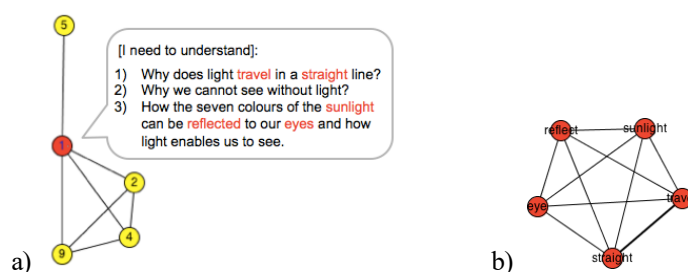 5
[I need to understand]:
1) Why does light travel in a straight line?
2) Why we cannot see without light?
3) How the seven colours of the sunlight
can be reflected to our eyes and how
light enables us to see.
1
2
4
9
a)
reflect
sunlight
eye
travel
straight
b)